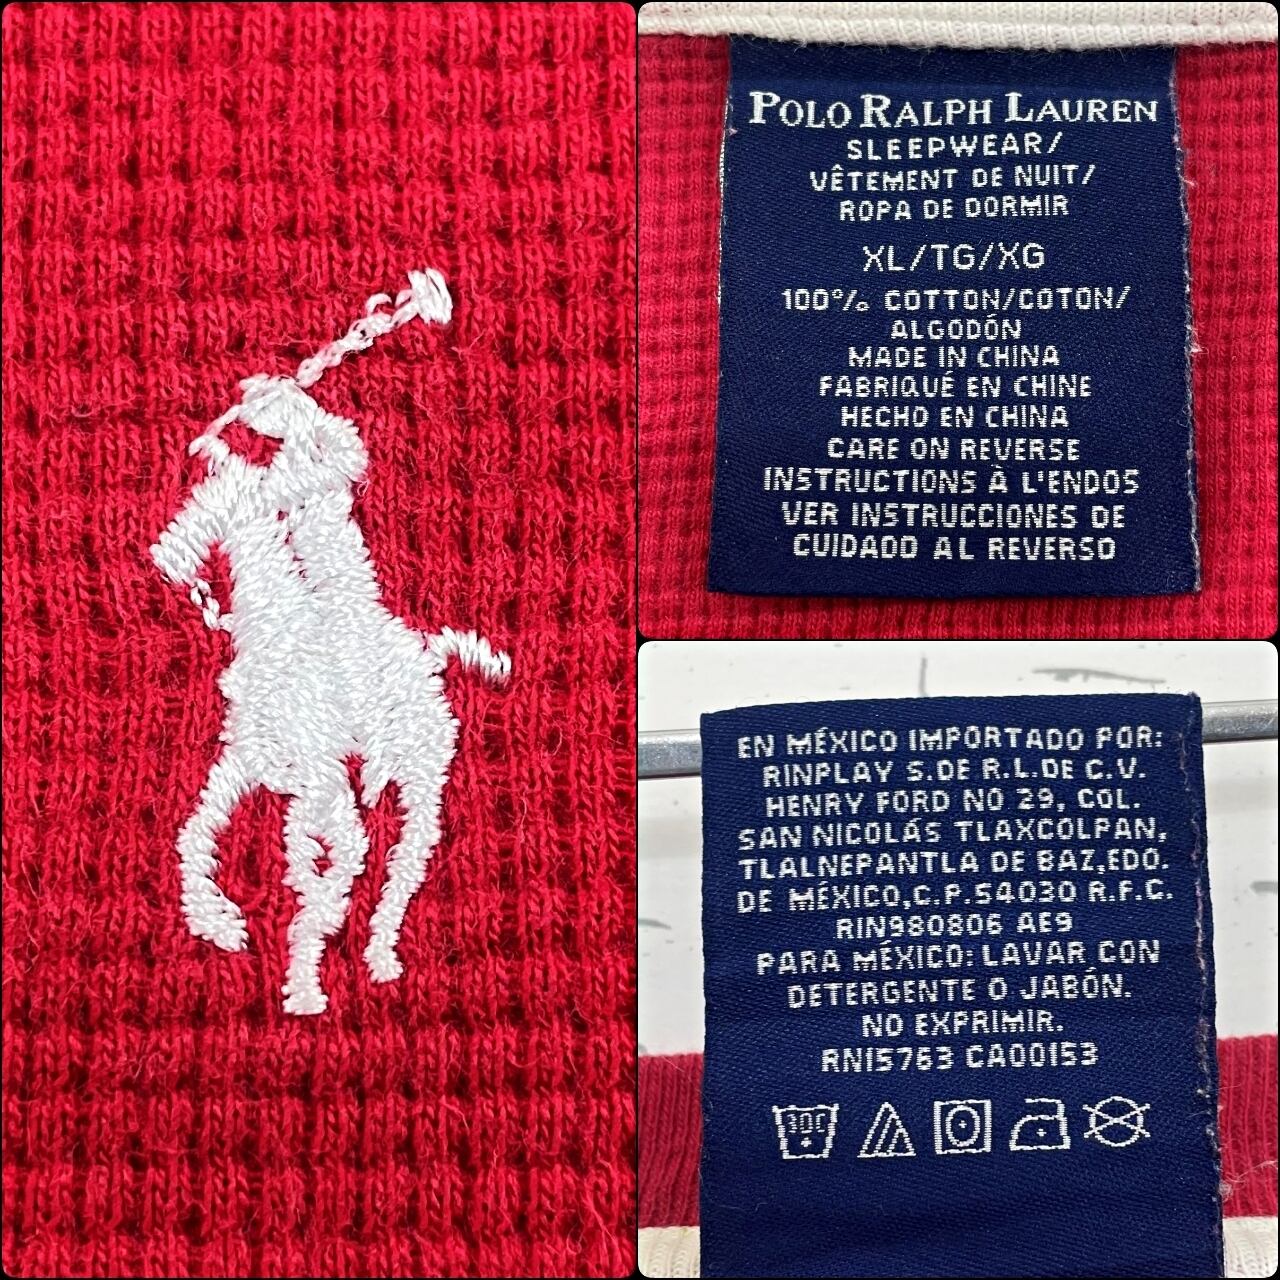 POLO RALPH LAUREN
SLEEPWEAR/
VÊTEMENT DE NUIT/
ROPA DE DORMIR
XL/TG/XG
100% COTTON/COTON/
ALGODÓN
MADE IN CHINA
FABRIQUÉ EN CHINE
HECHO EN CHINA
CARE ON REVERSE
INSTRUCTIONS À L'ENDOS
VER INSTRUCCIONES DE
CUIDADO AL REVERSO
EN MÉXICO IMPORTADO POR:
RINPLAY S.DE R.L.DE C.V.
HENRY FORD NO 29, COL.
SAN NICOLÁS TLAXCOLPAN,
TLALNEPANTLA DE BAZ,EDO.
DE MÉXICO,C.P.54030 R.F.C.
RIN980806 AE9
PARA MÉXICO: LAVAR CON
DETERGENTE O JABÓN.
NO EXPRIMIR.
RN15763 CA00153
30C